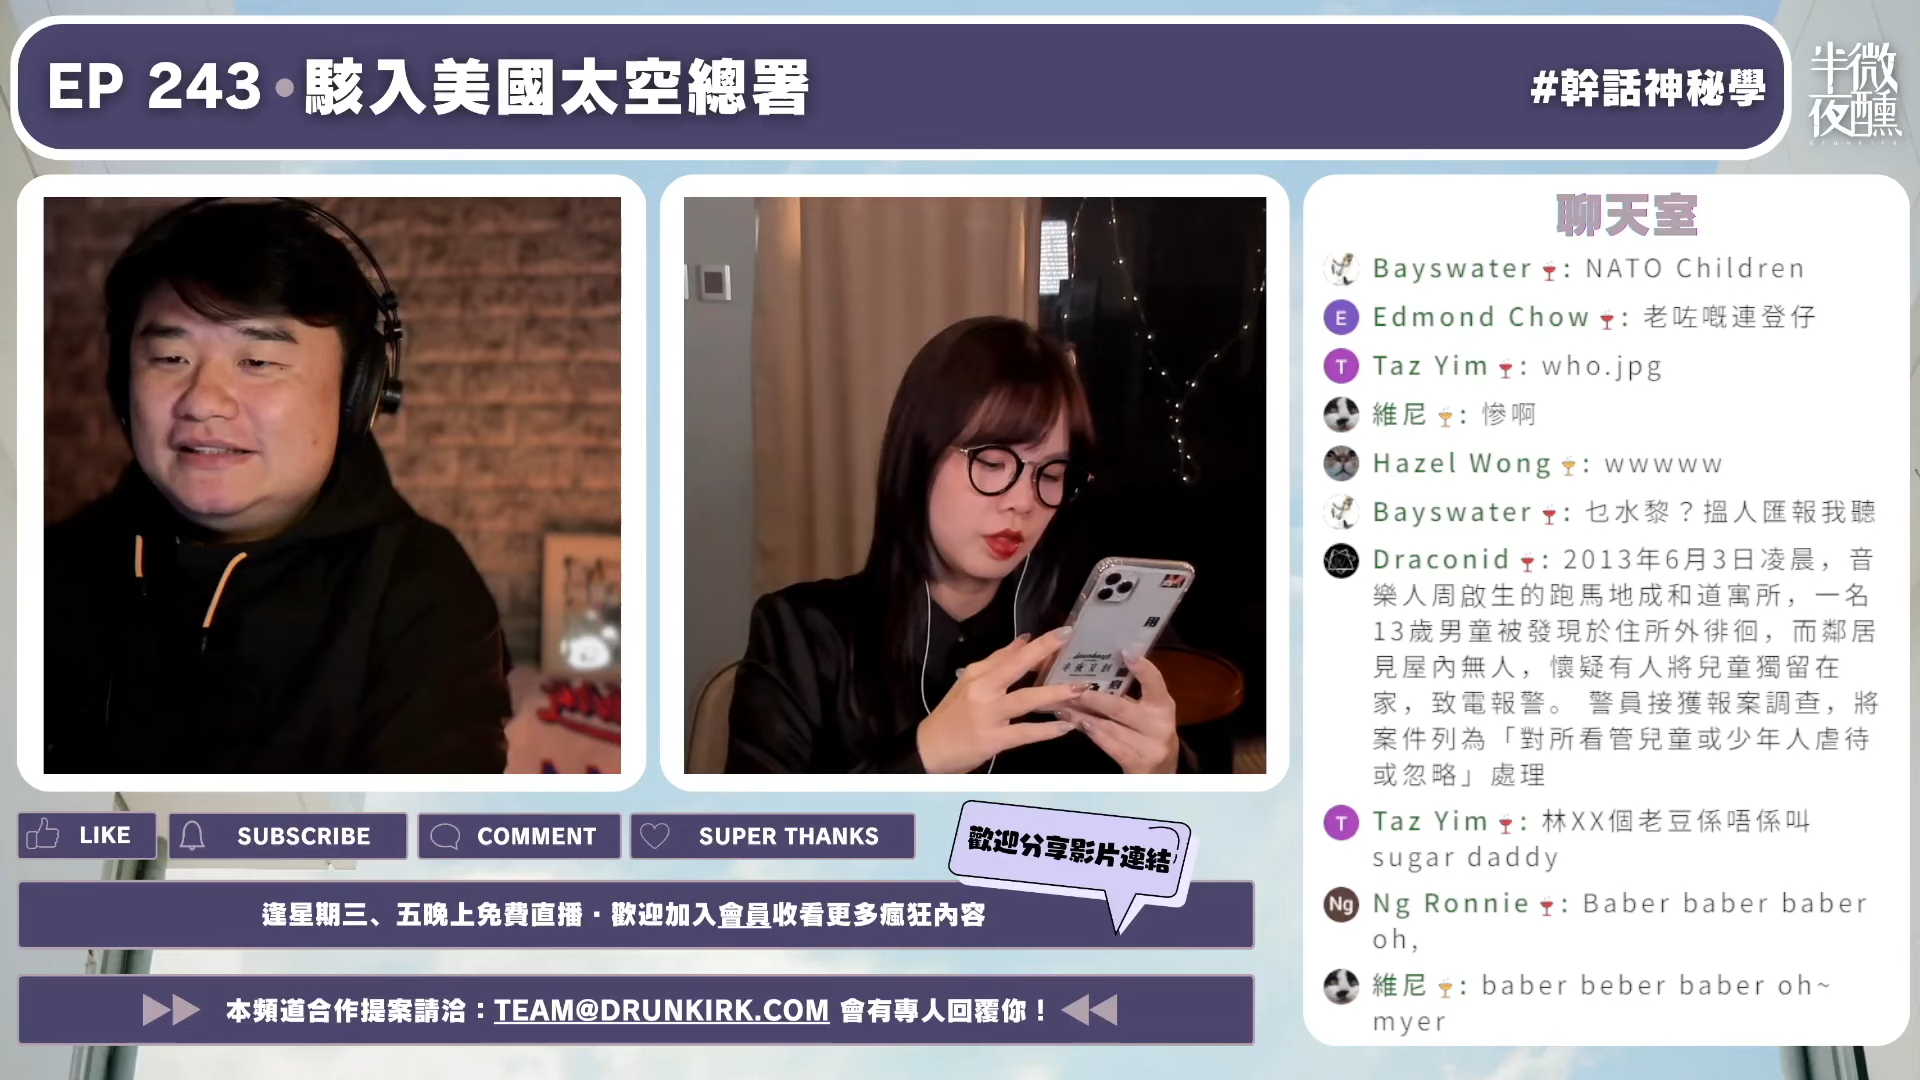 EP 243•駭入美國太空總署
#幹話神秘學
微醺
半夜
drunkirk
聊天室
Bayswater: NATO Children
E Edmond Chow: 老咗嘅連登仔
T Taz Yim: who.jpg
維尼: 慘啊
Hazel Wong: wwwww
Bayswater: 乜水黎？搵人匯報我聽
Draconid: 2013年6月3日凌晨，音
樂人周啟生的跑馬地成和道寓所，一名
13歲男童被發現於住所外徘徊，而鄰居
見屋內無人，懷疑有人將兒童獨留在
家，致電報警。 警員接獲報案調查，將
案件列為「對所看管兒童或少年人虐待
或忽略」處理
T Taz Yim: 林XX個老豆係唔係叫
sugar daddy
Ng Ng Ronnie: Baber baber baber
oh,
維尼: baber beber baber oh~
myer
LIKE
SUBSCRIBE
COMMENT
SUPER THANKS
歡迎分享影片連結
逢星期三、五晚上免費直播·歡迎加入會員收看更多瘋狂內容
本頻道合作提案請洽：TEAM@DRUNKIRK.COM 會有專人回覆你！